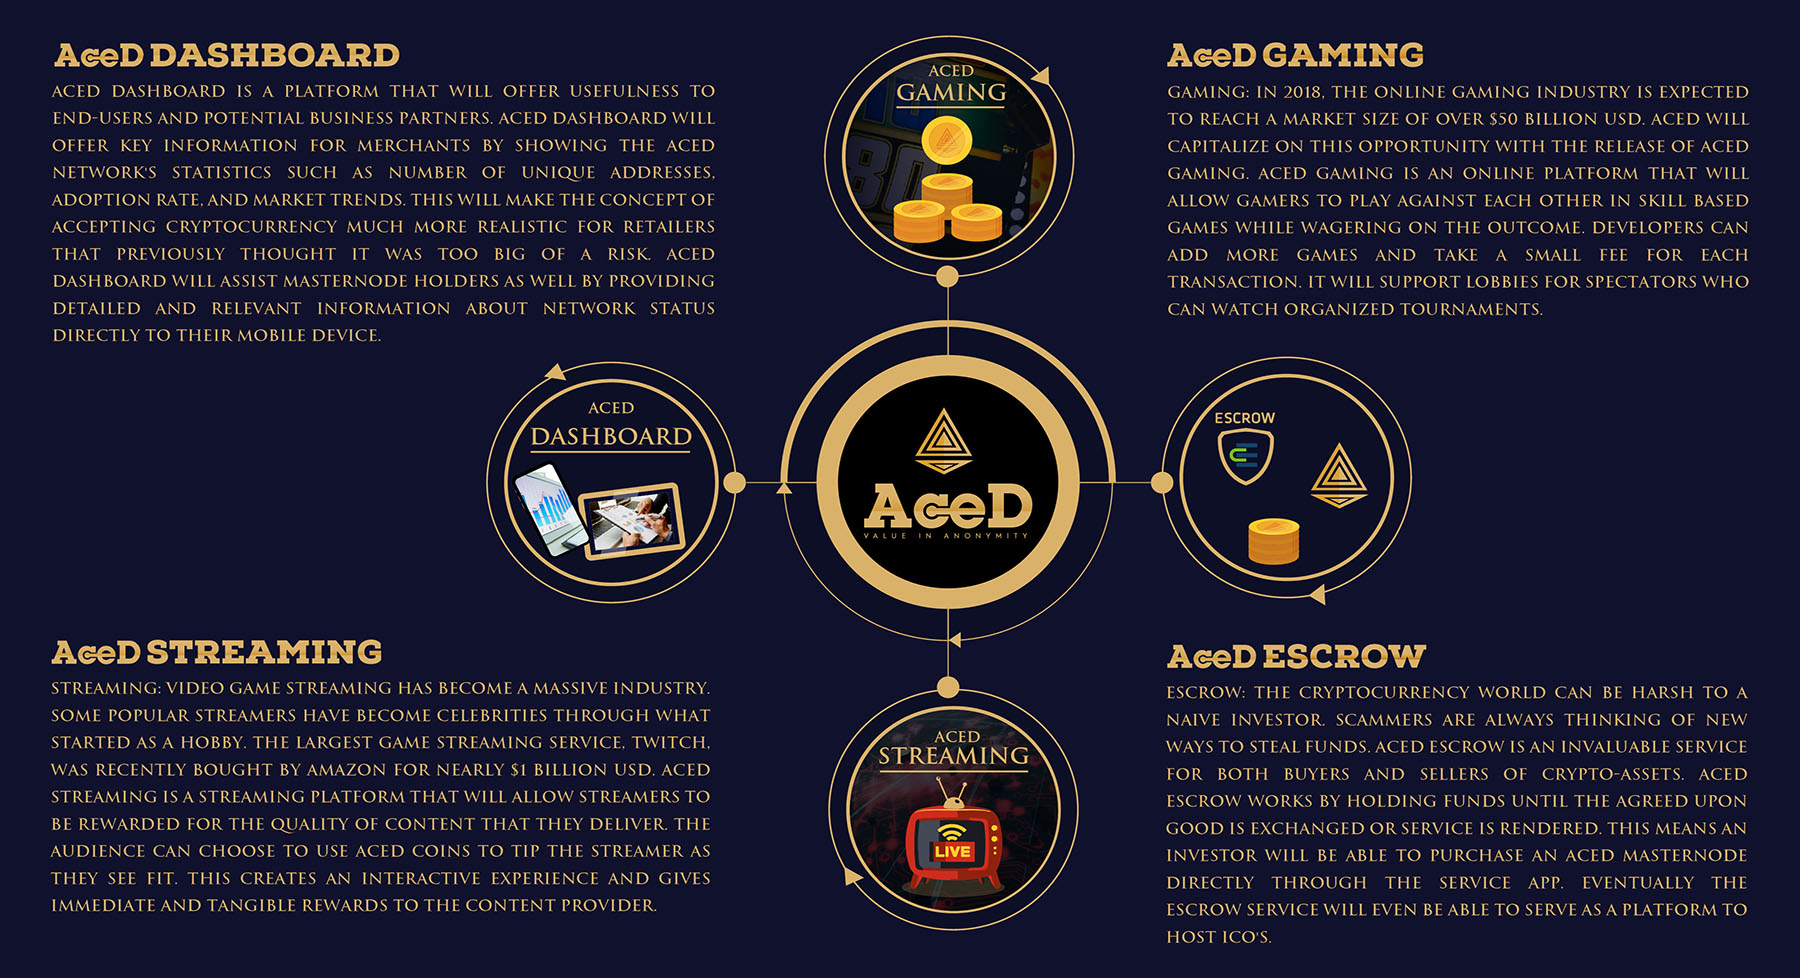 AceD DASHBOARD
ACED DASHBOARD IS A PLATFORM THAT WILL OFFER USEFULNESS TO
END-USERS AND POTENTIAL BUSINESS PARTNERS. ACED DASHBOARD WILL
OFFER KEY INFORMATION FOR MERCHANTS BY SHOWING THE ACED
NETWORK'S STATISTICS SUCH AS NUMBER OF UNIQUE ADDRESSES,
ADOPTION RATE, AND MARKET TRENDS. THIS WILL MAKE THE CONCEPT OF
ACCEPTING CRYPTOCURRENCY MUCH MORE REALISTIC FOR RETAILERS
THAT PREVIOUSLY THOUGHT IT WAS TOO BIG OF A RISK. ACED
DASHBOARD WILL ASSIST MASTERNODE HOLDERS AS WELL BY PROVIDING
DETAILED AND RELEVANT INFORMATION ABOUT NETWORK STATUS
DIRECTLY TO THEIR MOBILE DEVICE.
ACED
GAMING
AceD GAMING
GAMING: IN 2018, THE ONLINE GAMING INDUSTRY IS EXPECTED
TO REACH A MARKET SIZE OF OVER $50 BILLION USD. ACED WILL
CAPITALIZE ON THIS OPPORTUNITY WITH THE RELEASE OF ACED
GAMING. ACED GAMING IS AN ONLINE PLATFORM THAT WILL
ALLOW GAMERS TO PLAY AGAINST EACH OTHER IN SKILL BASED
GAMES WHILE WAGERING ON THE OUTCOME. DEVELOPERS CAN
ADD MORE GAMES AND TAKE A SMALL FEE FOR EACH
TRANSACTION. IT WILL SUPPORT LOBBIES FOR SPECTATORS WHO
CAN WATCH ORGANIZED TOURNAMENTS.
ACED
DASHBOARD
AceD
VALUE IN ANONYMITY
ESCROW
AceD STREAMING
STREAMING: VIDEO GAME STREAMING HAS BECOME A MASSIVE INDUSTRY.
SOME POPULAR STREAMERS HAVE BECOME CELEBRITIES THROUGH WHAT
STARTED AS A HOBBY. THE LARGEST GAME STREAMING SERVICE, TWITCH,
WAS RECENTLY BOUGHT BY AMAZON FOR NEARLY $1 BILLION USD. ACED
STREAMING IS A STREAMING PLATFORM THAT WILL ALLOW STREAMERS TO
BE REWARDED FOR THE QUALITY OF CONTENT THAT THEY DELIVER. THE
AUDIENCE CAN CHOOSE TO USE ACED COINS TO TIP THE STREAMER AS
THEY SEE FIT. THIS CREATES AN INTERACTIVE EXPERIENCE AND GIVES
IMMEDIATE AND TANGIBLE REWARDS TO THE CONTENT PROVIDER.
ACED
STREAMING
LIVE
AceD ESCROW
ESCROW: THE CRYPTOCURRENCY WORLD CAN BE HARSH TO A
NAIVE INVESTOR. SCAMMERS ARE ALWAYS THINKING OF NEW
WAYS TO STEAL FUNDS. ACED ESCROW IS AN INVALUABLE SERVICE
FOR BOTH BUYERS AND SELLERS OF CRYPTO-ASSETS. ACED
ESCROW WORKS BY HOLDING FUNDS UNTIL THE AGREED UPON
GOOD IS EXCHANGED OR SERVICE IS RENDERED. THIS MEANS AN
INVESTOR WILL BE ABLE TO PURCHASE AN ACED MASTERNODE
DIRECTLY THROUGH THE SERVICE APP. EVENTUALLY THE
ESCROW SERVICE WILL EVEN BE ABLE TO SERVE AS A PLATFORM TO
HOST ICO'S.